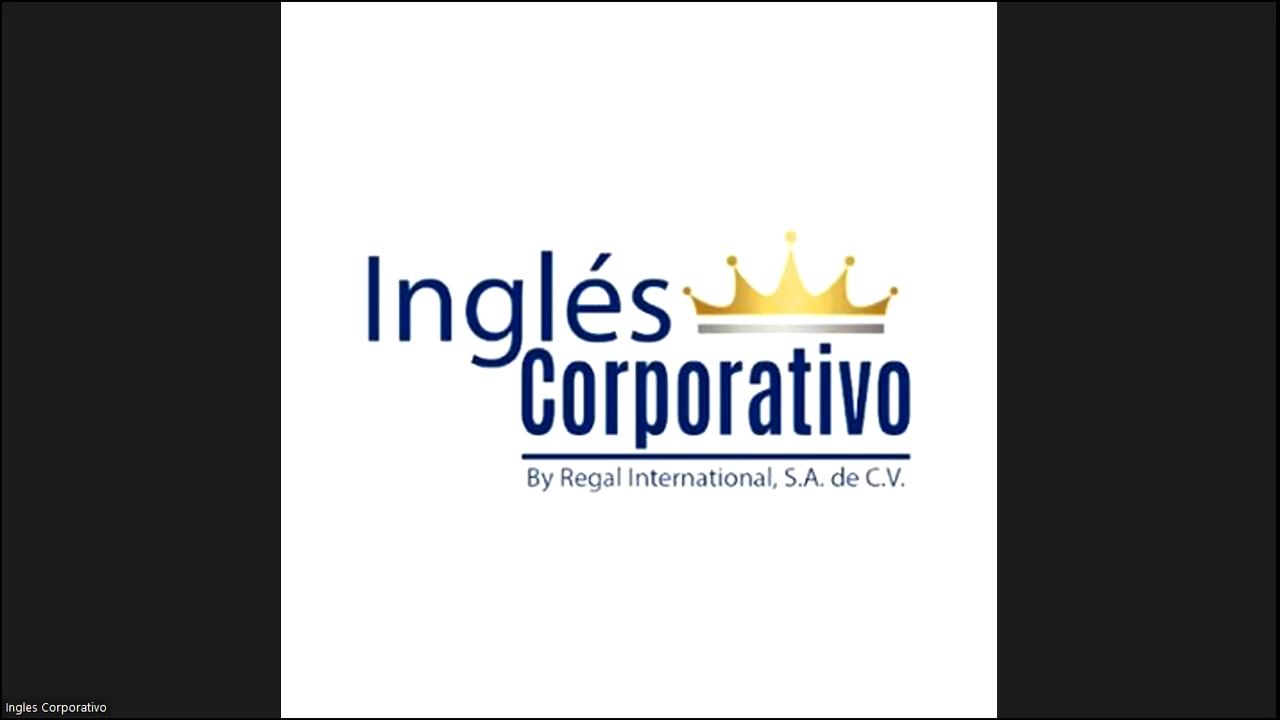 Inglés
Corporativo
By Regal International, S.A. de C.V.
Ingles Corporativo